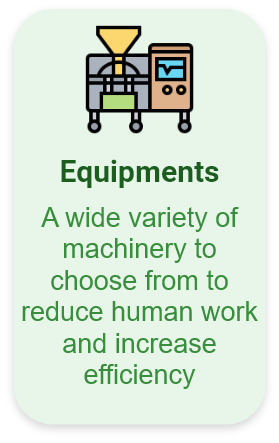 Equipments
A wide variety of
machinery to
choose from to
reduce human work
and increase
efficiency